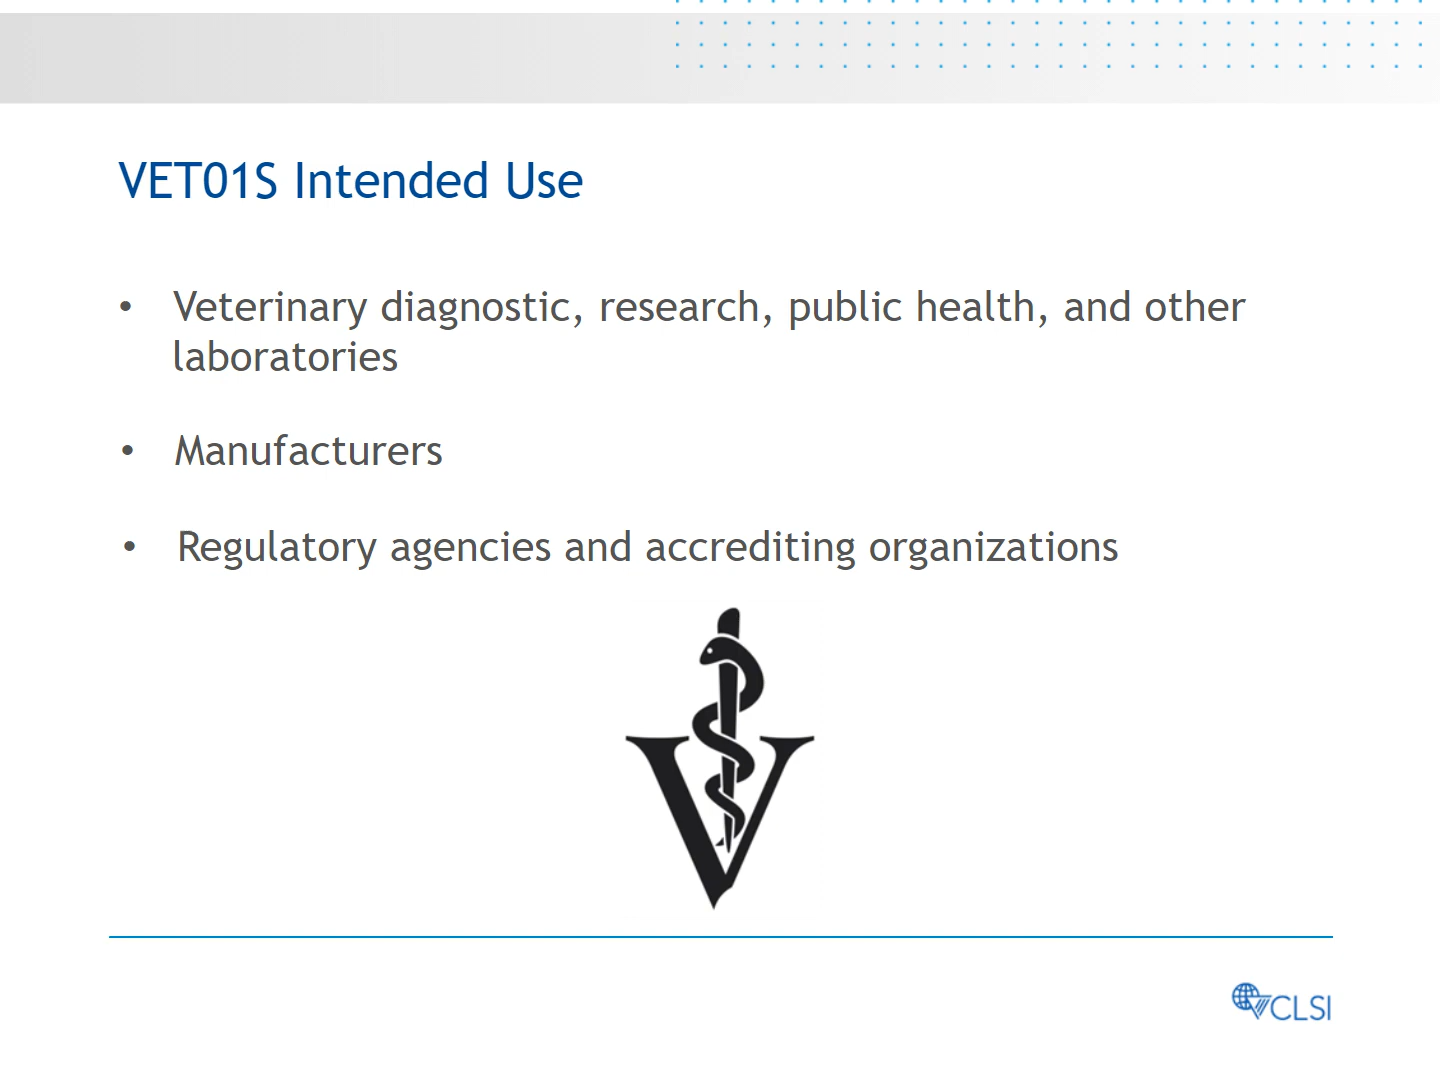 VET01S Intended Use
• Veterinary diagnostic, research, public health, and other
laboratories
• Manufacturers
• Regulatory agencies and accrediting organizations
V
CLSI